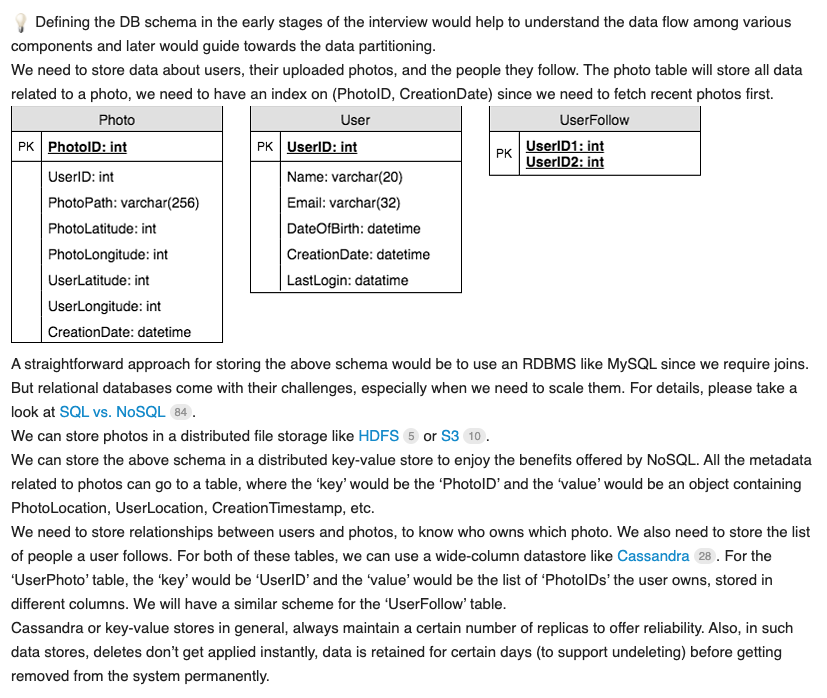 Defining the DB schema in the early stages of the interview would help to understand the data flow among various
components and later would guide towards the data partitioning.
We need to store data about users, their uploaded photos, and the people they follow. The photo table will store all data
related to a photo, we need to have an index on (PhotoID, CreationDate) since we need to fetch recent photos first.
Photo
PK PhotoID: int
UserID: int
PhotoPath: varchar(256)
PhotoLatitude: int
PhotoLongitude: int
UserLatitude: int
UserLongitude: int
CreationDate: datetime
User
PK UserID: int
Name: varchar(20)
Email: varchar(32)
DateOfBirth: datetime
CreationDate: datetime
LastLogin: datatime
UserFollow
PK UserID1: int
UserID2: int
A straightforward approach for storing the above schema would be to use an RDBMS like MySQL since we require joins.
But relational databases come with their challenges, especially when we need to scale them. For details, please take a
look at SQL vs. NoSQL 84 .
We can store photos in a distributed file storage like HDFS 5 or S3 10 .
We can store the above schema in a distributed key-value store to enjoy the benefits offered by NoSQL. All the metadata
related to photos can go to a table, where the ‘key’ would be the ‘PhotoID’ and the ‘value’ would be an object containing
PhotoLocation, UserLocation, CreationTimestamp, etc.
We need to store relationships between users and photos, to know who owns which photo. We also need to store the list
of people a user follows. For both of these tables, we can use a wide-column datastore like Cassandra 28 . For the
‘UserPhoto’ table, the ‘key’ would be ‘UserID’ and the ‘value’ would be the list of ‘PhotoIDs’ the user owns, stored in
different columns. We will have a similar scheme for the ‘UserFollow’ table.
Cassandra or key-value stores in general, always maintain a certain number of replicas to offer reliability. Also, in such
data stores, deletes don’t get applied instantly, data is retained for certain days (to support undeleting) before getting
removed from the system permanently.